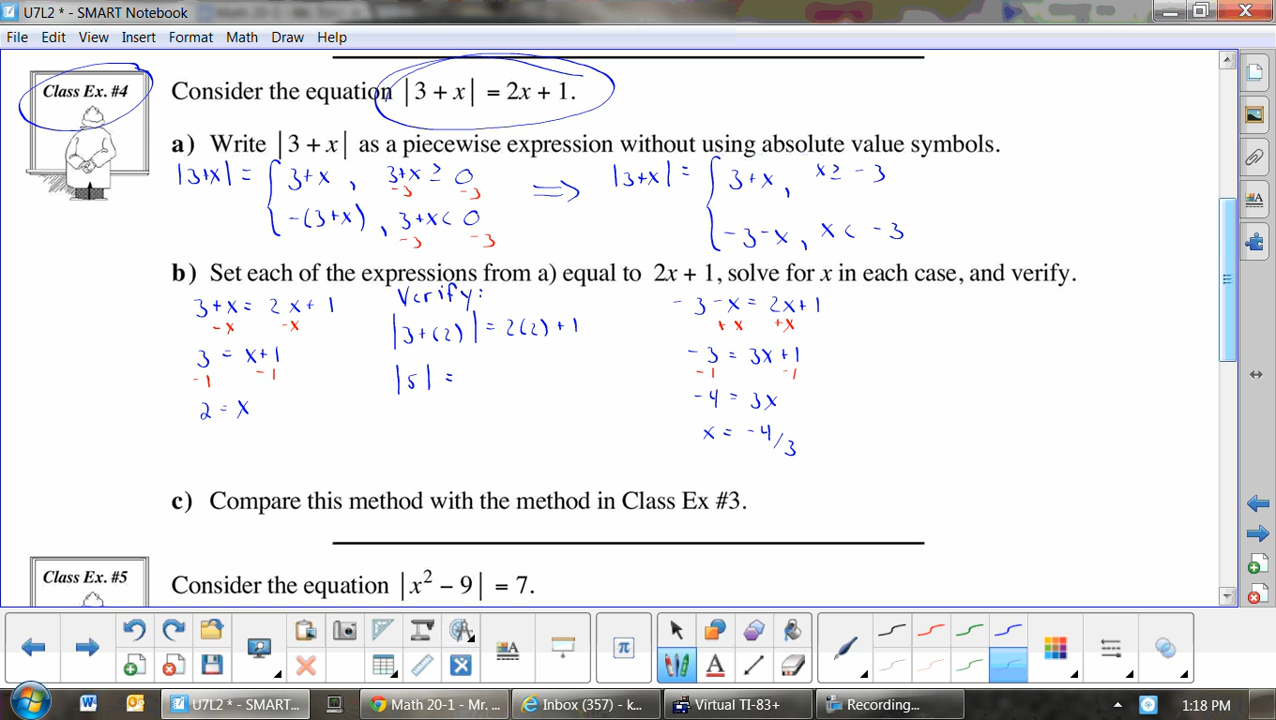 U7L2 * - SMART Notebook
Math 20-1 - Mr.
File Edit View Insert Format Math Draw Help
Class Ex. #4
Consider the equation |3 + x| = 2x + 1.
a) Write |3 + x| as a piecewise expression without using absolute value symbols.
|3+x| = { 3+x, 3+x ≥ 0 ⟹ |3+x| = { 3+x, x ≥ -3
-3 -3
-(3+x), 3+x < 0 -3-x, x < -3
-3 -3
b) Set each of the expressions from a) equal to 2x + 1, solve for x in each case, and verify.
3+x = 2x+1 Verify: -3-x = 2x+1
-x -x |3+(2)| = 2(2)+1 +x +x
3 = x+1 -3 = 3x+1
-1 -1 |5| = -1 -1
2 = x -4 = 3x
x = -4/3
c) Compare this method with the method in Class Ex #3.
Class Ex. #5
Consider the equation |x² − 9| = 7.
U7L2 * - SMART... Math 20-1 - Mr. ... Inbox (357) - k... Virtual TI-83+ Recording... 1:18 PM